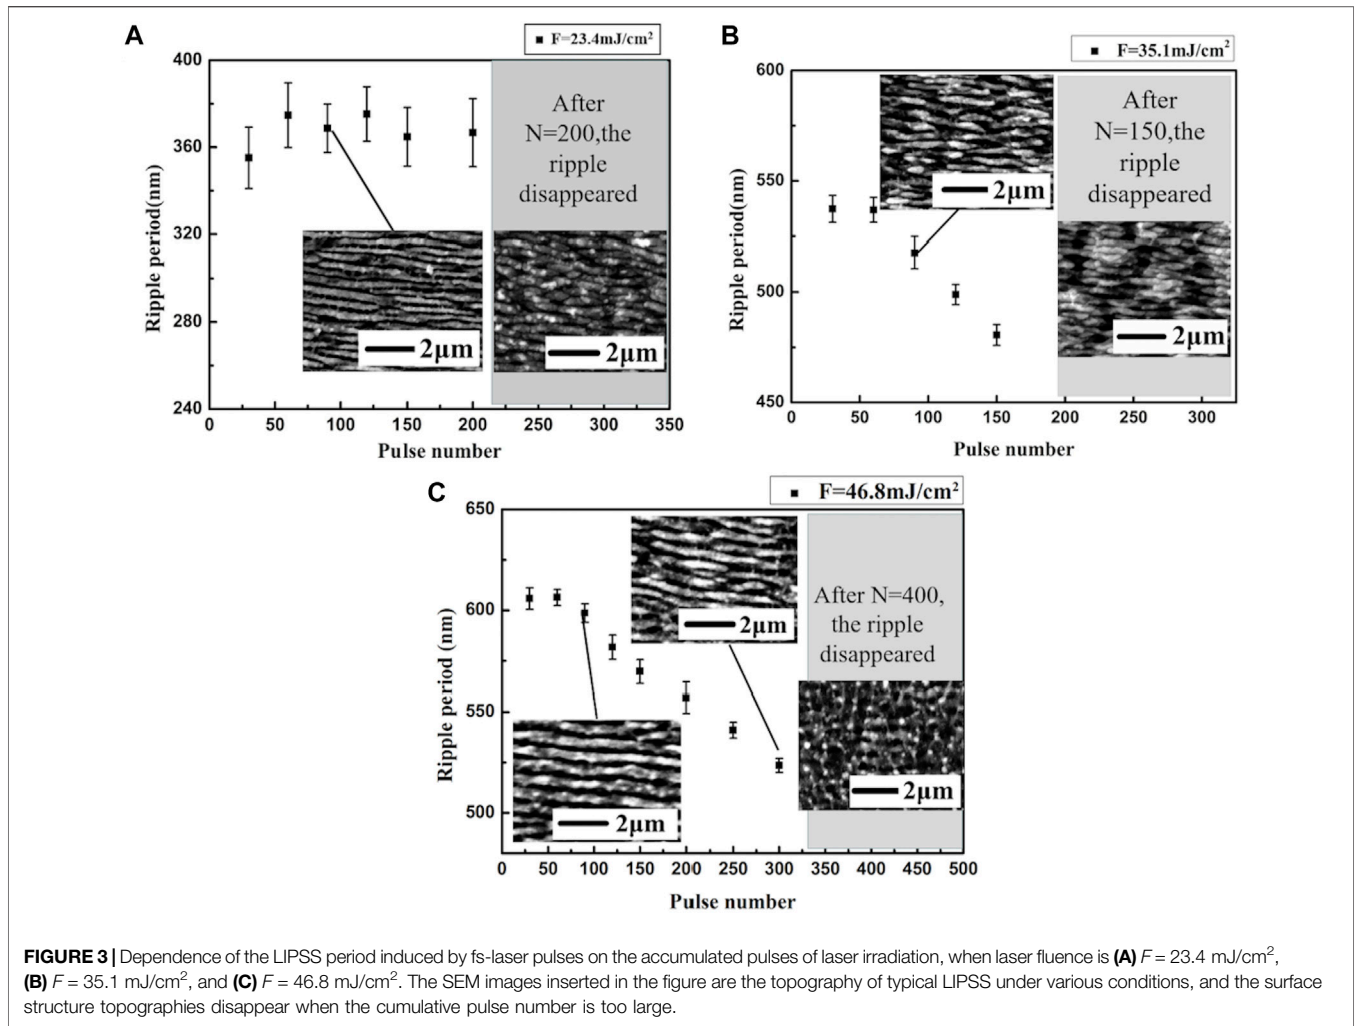 A
F=23.4mJ/cm²
400
360
320
280
240
Ripple period(nm)
0 50 100 150 200 250 300 350
Pulse number
After
N=200,the
ripple
disappeared
2μm
2μm
B
F=35.1mJ/cm²
600
550
500
450
Ripple period(nm)
0 50 100 150 200 250 300
Pulse number
2μm
After
N=150,the
ripple
disappeared
2μm
C
F=46.8mJ/cm²
650
600
550
500
Ripple period (nm)
0 50 100 150 200 250 300 350 400 450 500
Pulse number
2μm
2μm
After N=400,
the ripple
disappeared
2μm
FIGURE 3 | Dependence of the LIPSS period induced by fs-laser pulses on the accumulated pulses of laser irradiation, when laser fluence is (A) F = 23.4 mJ/cm²,
(B) F = 35.1 mJ/cm², and (C) F = 46.8 mJ/cm². The SEM images inserted in the figure are the topography of typical LIPSS under various conditions, and the surface
structure topographies disappear when the cumulative pulse number is too large.